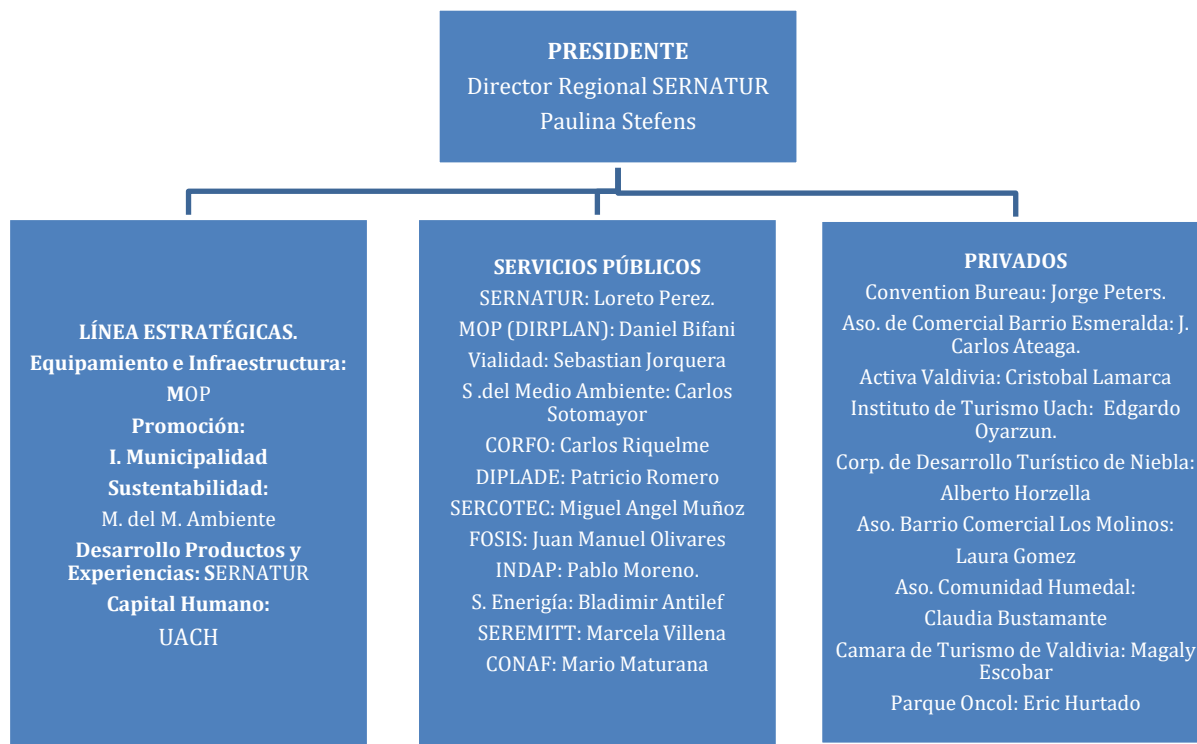 PRESIDENTE
Director Regional SERNATUR
Paulina Stefens
LÍNEA ESTRATÉGICAS.
Equipamiento e Infraestructura:
MOP
Promoción:
I. Municipalidad
Sustentabilidad:
M. del M. Ambiente
Desarrollo Productos y
Experiencias: SERNATUR
Capital Humano:
UACH
SERVICIOS PÚBLICOS
SERNATUR: Loreto Perez.
MOP (DIRPLAN): Daniel Bifani
Vialidad: Sebastian Jorquera
S .del Medio Ambiente: Carlos
Sotomayor
CORFO: Carlos Riquelme
DIPLADE: Patricio Romero
SERCOTEC: Miguel Angel Muñoz
FOSIS: Juan Manuel Olivares
INDAP: Pablo Moreno.
S. Enerigía: Bladimir Antilef
SEREMITT: Marcela Villena
CONAF: Mario Maturana
PRIVADOS
Convention Bureau: Jorge Peters.
Aso. de Comercial Barrio Esmeralda: J.
Carlos Ateaga.
Activa Valdivia: Cristobal Lamarca
Instituto de Turismo Uach: Edgardo
Oyarzun.
Corp. de Desarrollo Turístico de Niebla:
Alberto Horzella
Aso. Barrio Comercial Los Molinos:
Laura Gomez
Aso. Comunidad Humedal:
Claudia Bustamante
Camara de Turismo de Valdivia: Magaly
Escobar
Parque Oncol: Eric Hurtado